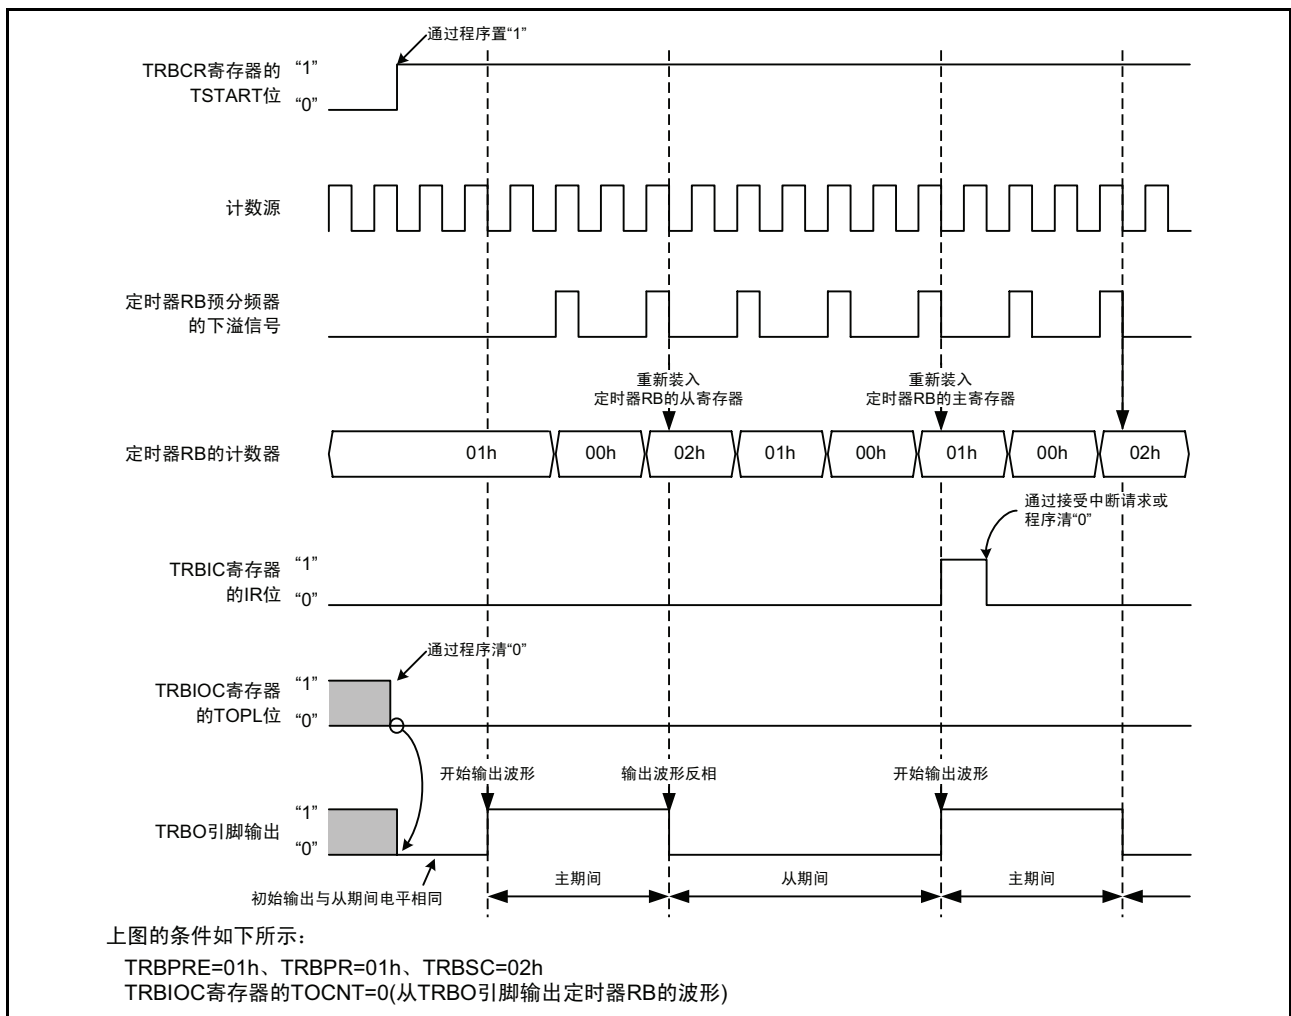 通过程序置“1”
TRBCR寄存器的
TSTART位
“1”
“0”
计数源
定时器RB预分频器
的下溢信号
重新装入
定时器RB的从寄存器
重新装入
定时器RB的主寄存器
定时器RB的计数器
01h
00h
02h
01h
00h
01h
00h
02h
通过接受中断请求或
程序清“0”
TRBIC寄存器
的IR位
“1”
“0”
通过程序清“0”
TRBIOC寄存器
的TOPL位
“1”
“0”
开始输出波形
输出波形反相
开始输出波形
TRBO引脚输出
“1”
“0”
初始输出与从期间电平相同
主期间
从期间
主期间
上图的条件如下所示：
TRBPRE=01h、TRBPR=01h、TRBSC=02h
TRBIOC寄存器的TOCNT=0(从TRBO引脚输出定时器RB的波形)